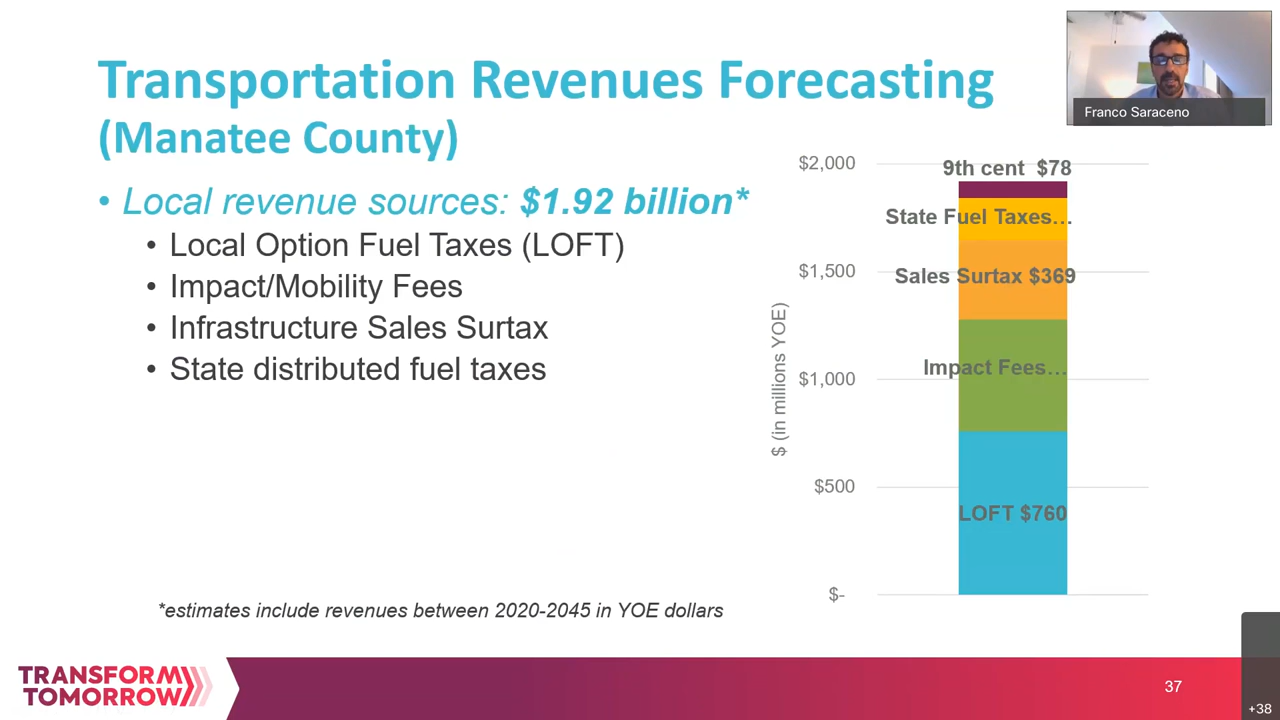 Transportation Revenues Forecasting
(Manatee County)
• Local revenue sources: $1.92 billion*
• Local Option Fuel Taxes (LOFT)
• Impact/Mobility Fees
• Infrastructure Sales Surtax
• State distributed fuel taxes
*estimates include revenues between 2020-2045 in YOE dollars
Franco Saraceno
$ (in millions YOE)
$2,000
$1,500
$1,000
$500
$-
9th cent $78
State Fuel Taxes…
Sales Surtax $369
Impact Fees…
LOFT $760
TRANSFORM
TOMORROW
37
+38